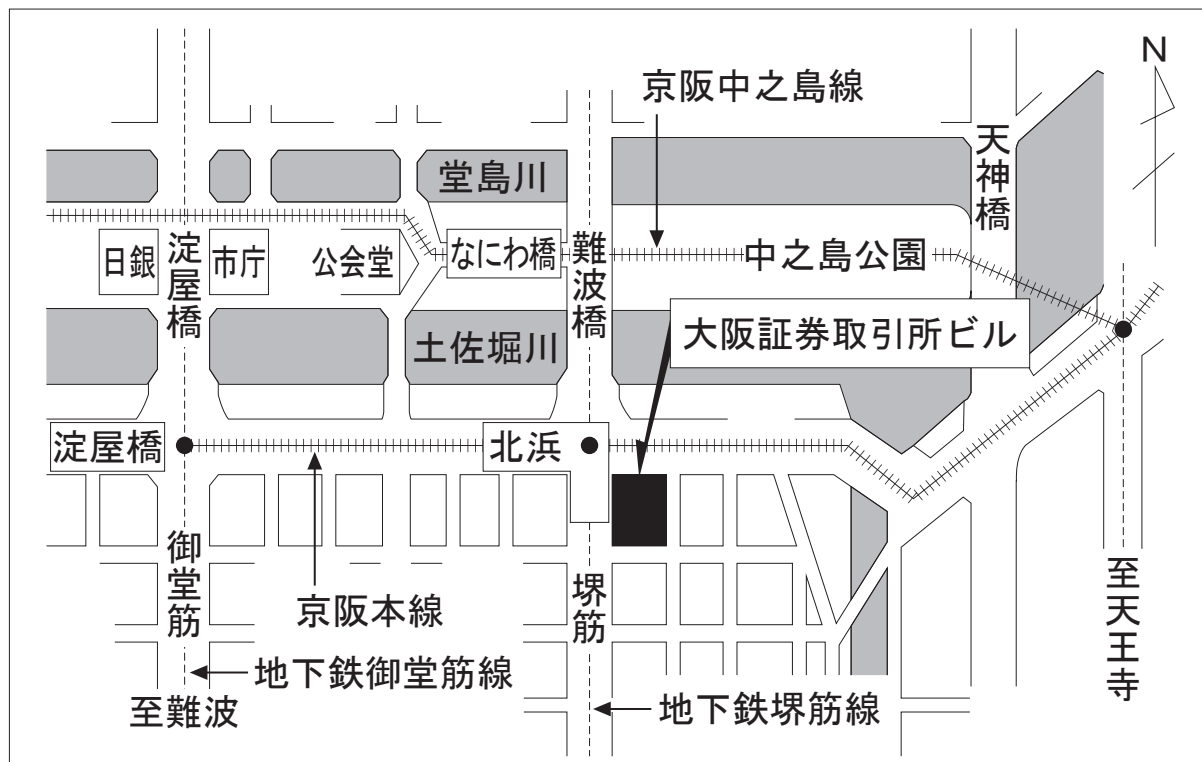 N
京阪中之島線
天神橋
堂島川
日銀
淀屋橋
市庁
公会堂
なにわ橋
難波橋
中之島公園
土佐堀川
大阪証券取引所ビル
淀屋橋
北浜
御堂筋
京阪本線
堺筋
至天王寺
地下鉄御堂筋線
至難波
地下鉄堺筋線